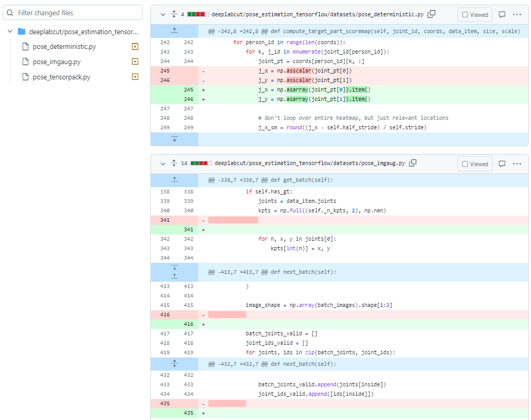 Filter changed files
deeplabcut/pose_estimation_tensor...
pose_deterministic.py
pose_imgaug.py
pose_tensorpack.py
4 deeplabcut/pose_estimation_tensorflow/datasets/pose_deterministic.py
Viewed
@@ -242,8 +242,8 @@ def compute_target_part_scoremap(self, joint_id, coords, data_item, size, scale)
242 242 for person_id in range(len(coords)):
243 243 for k, j_id in enumerate(joint_id[person_id]):
244 244 joint_pt = coords[person_id][k, :]
245 - j_x = np.asscalar(joint_pt[0])
246 - j_y = np.asscalar(joint_pt[1])
245 + j_x = np.asarray(joint_pt[0]).item()
246 + j_y = np.asarray(joint_pt[1]).item()
247 247
248 248 # don't loop over entire heatmap, but just relevant locations
249 249 j_x_sm = round((j_x - self.half_stride) / self.stride)
14 deeplabcut/pose_estimation_tensorflow/datasets/pose_imgaug.py
Viewed
@@ -338,7 +338,7 @@ def get_batch(self):
338 338 if self.has_gt:
339 339 joints = data_item.joints
340 340 kpts = np.full((self._n_kpts, 2), np.nan)
341 -
341 +
342 342 for n, x, y in joints[0]:
343 343 kpts[int(n)] = x, y
344 344
@@ -413,7 +413,7 @@ def next_batch(self):
413 413 )
414 414
415 415 image_shape = np.array(batch_images).shape[1:3]
416 -
416 +
417 417 batch_joints_valid = []
418 418 joint_ids_valid = []
419 419 for joints, ids in zip(batch_joints, joint_ids):
@@ -432,7 +432,7 @@ def next_batch(self):
432 432
433 433 batch_joints_valid.append(joints[inside])
434 434 joint_ids_valid.append(ids[inside])
435 -
435 +